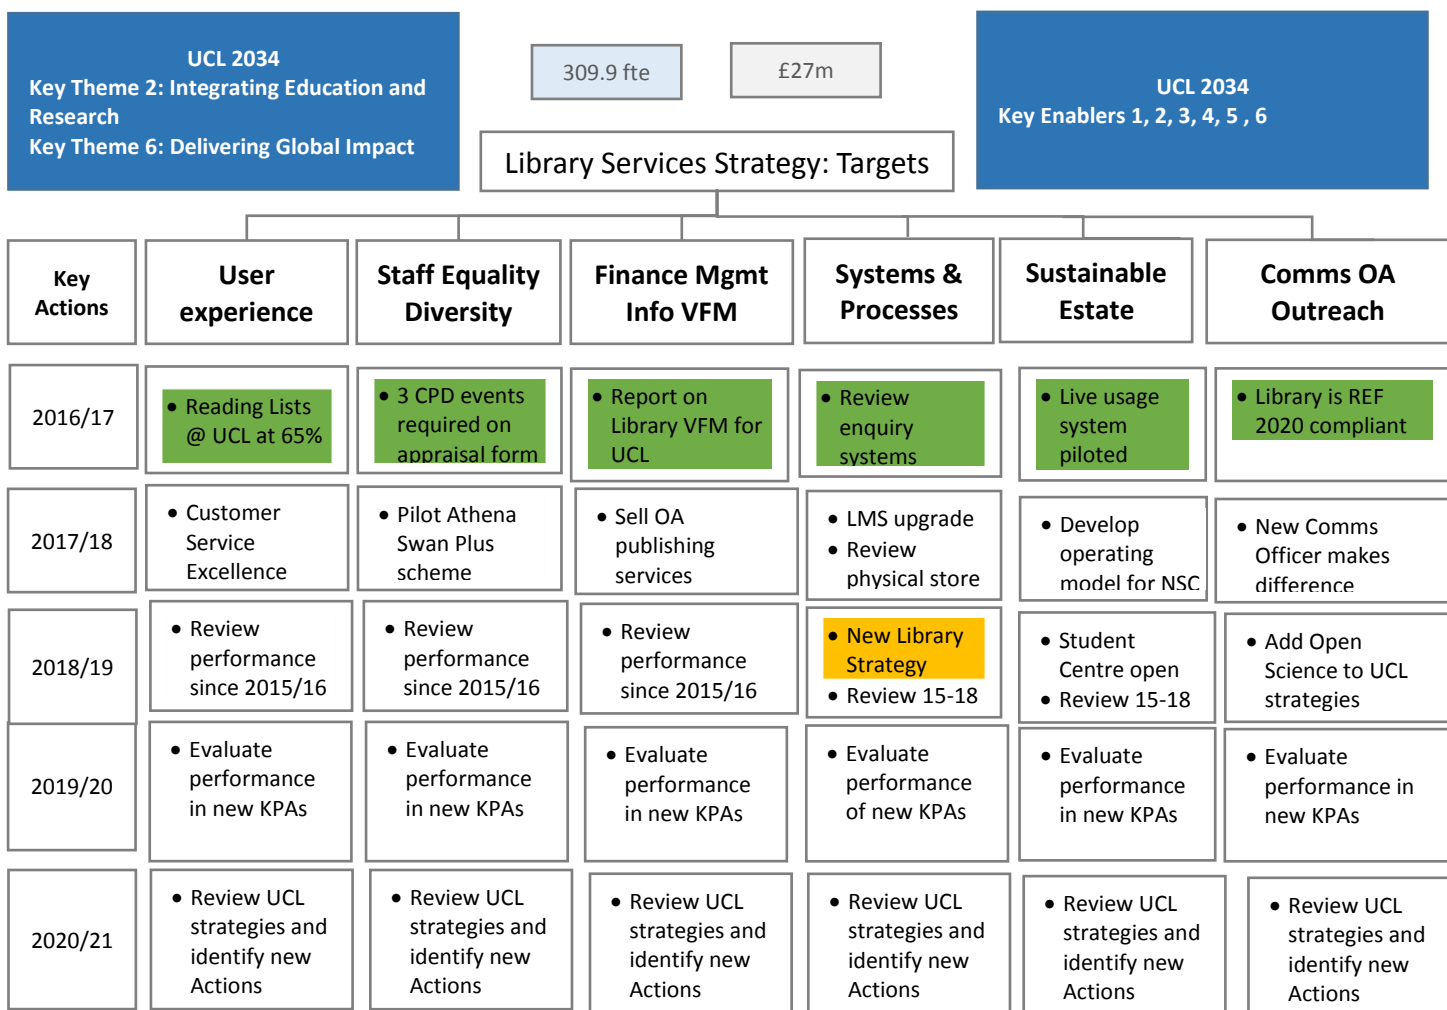 UCL 2034
Key Theme 2: Integrating Education and
Research
Key Theme 6: Delivering Global Impact
309.9 fte
£27m
UCL 2034
Key Enablers 1, 2, 3, 4, 5 , 6
Library Services Strategy: Targets
Key
Actions
User
experience
Staff Equality
Diversity
Finance Mgmt
Info VFM
Systems &
Processes
Sustainable
Estate
Comms OA
Outreach
2016/17
• Reading Lists
@ UCL at 65%
• 3 CPD events
required on
appraisal form
• Report on
Library VFM for
UCL
• Review
enquiry
systems
• Live usage
system
piloted
• Library is REF
2020 compliant
2017/18
• Customer
Service
Excellence
• Pilot Athena
Swan Plus
scheme
• Sell OA
publishing
services
• LMS upgrade
• Review
physical store
• Develop
operating
model for NSC
• New Comms
Officer makes
difference
2018/19
• Review
performance
since 2015/16
• Review
performance
since 2015/16
• Review
performance
since 2015/16
• New Library
Strategy
• Review 15-18
• Student
Centre open
• Review 15-18
• Add Open
Science to UCL
strategies
2019/20
• Evaluate
performance
in new KPAs
• Evaluate
performance
in new KPAs
• Evaluate
performance
in new KPAs
• Evaluate
performance
of new KPAs
• Evaluate
performance
in new KPAs
• Evaluate
performance in
new KPAs
2020/21
• Review UCL
strategies and
identify new
Actions
• Review UCL
strategies and
identify new
Actions
• Review UCL
strategies and
identify new
Actions
• Review UCL
strategies and
identify new
Actions
• Review UCL
strategies and
identify new
Actions
• Review UCL
strategies and
identify new
Actions